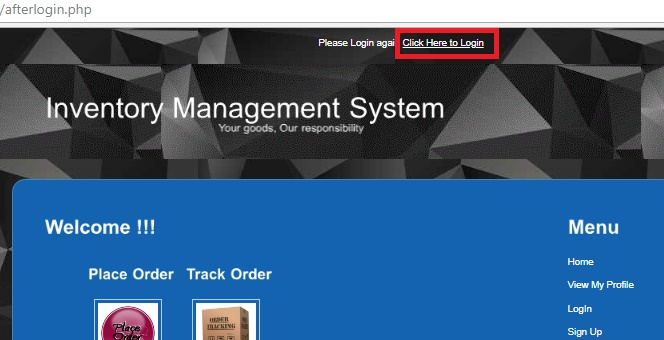 /afterlogin.php
Please Login agai Click Here to Login
Inventory Management System
Your goods, Our responsibility
Welcome !!!
Menu
Place Order Track Order
Home
View My Profile
LogIn
Sign Up
Place
Order
ORDER
TRACKING